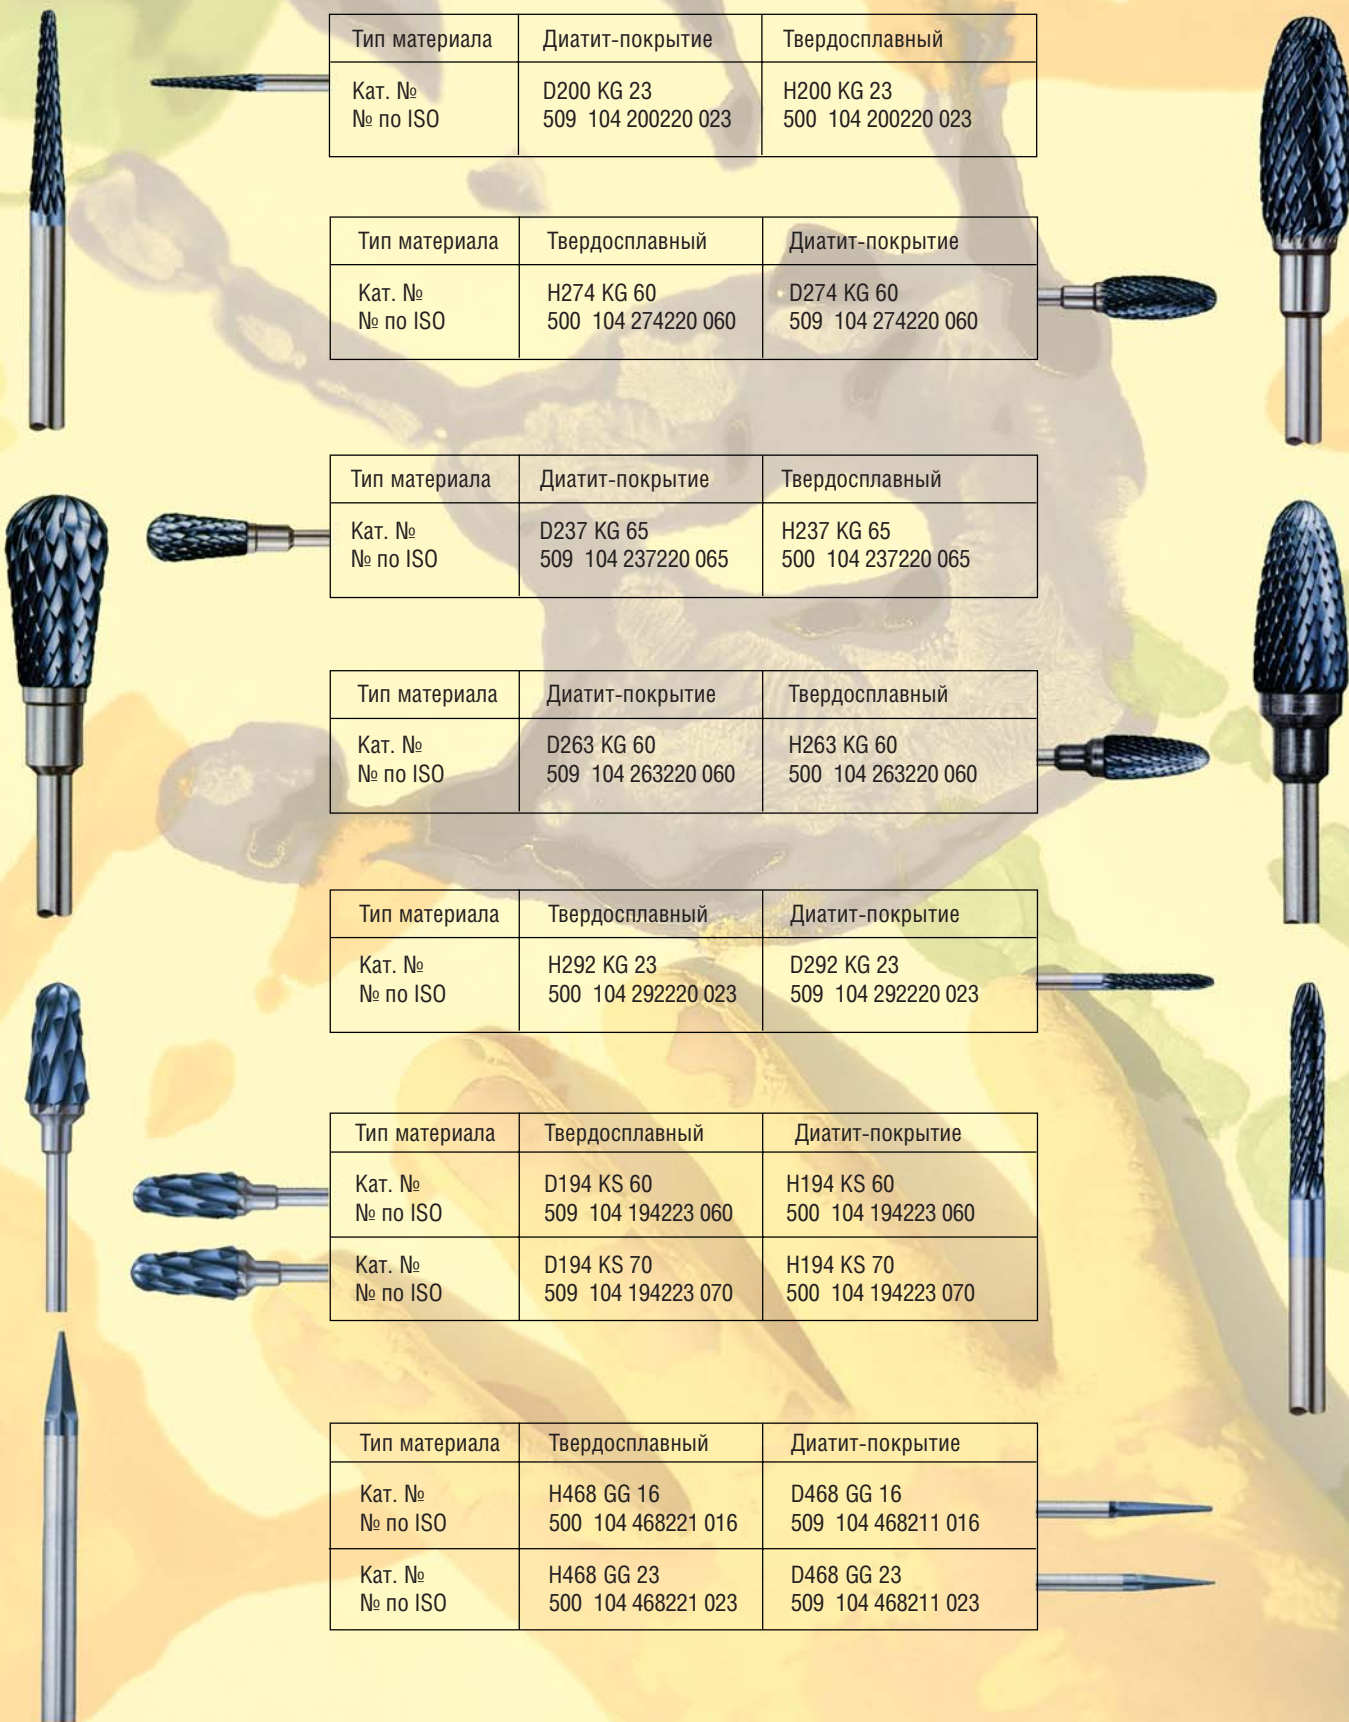 Тип материала Диатит-покрытие Твердосплавный
Кат. № D200 KG 23 H200 KG 23
№ по ISO 509 104 200220 023 500 104 200220 023
Тип материала Твердосплавный Диатит-покрытие
Кат. № H274 KG 60 D274 KG 60
№ по ISO 500 104 274220 060 509 104 274220 060
Тип материала Диатит-покрытие Твердосплавный
Кат. № D237 KG 65 H237 KG 65
№ по ISO 509 104 237220 065 500 104 237220 065
Тип материала Диатит-покрытие Твердосплавный
Кат. № D263 KG 60 H263 KG 60
№ по ISO 509 104 263220 060 500 104 263220 060
Тип материала Твердосплавный Диатит-покрытие
Кат. № H292 KG 23 D292 KG 23
№ по ISO 500 104 292220 023 509 104 292220 023
Тип материала Твердосплавный Диатит-покрытие
Кат. № D194 KS 60 H194 KS 60
№ по ISO 509 104 194223 060 500 104 194223 060
Кат. № D194 KS 70 H194 KS 70
№ по ISO 509 104 194223 070 500 104 194223 070
Тип материала Твердосплавный Диатит-покрытие
Кат. № H468 GG 16 D468 GG 16
№ по ISO 500 104 468221 016 509 104 468211 016
Кат. № H468 GG 23 D468 GG 23
№ по ISO 500 104 468221 023 509 104 468211 023